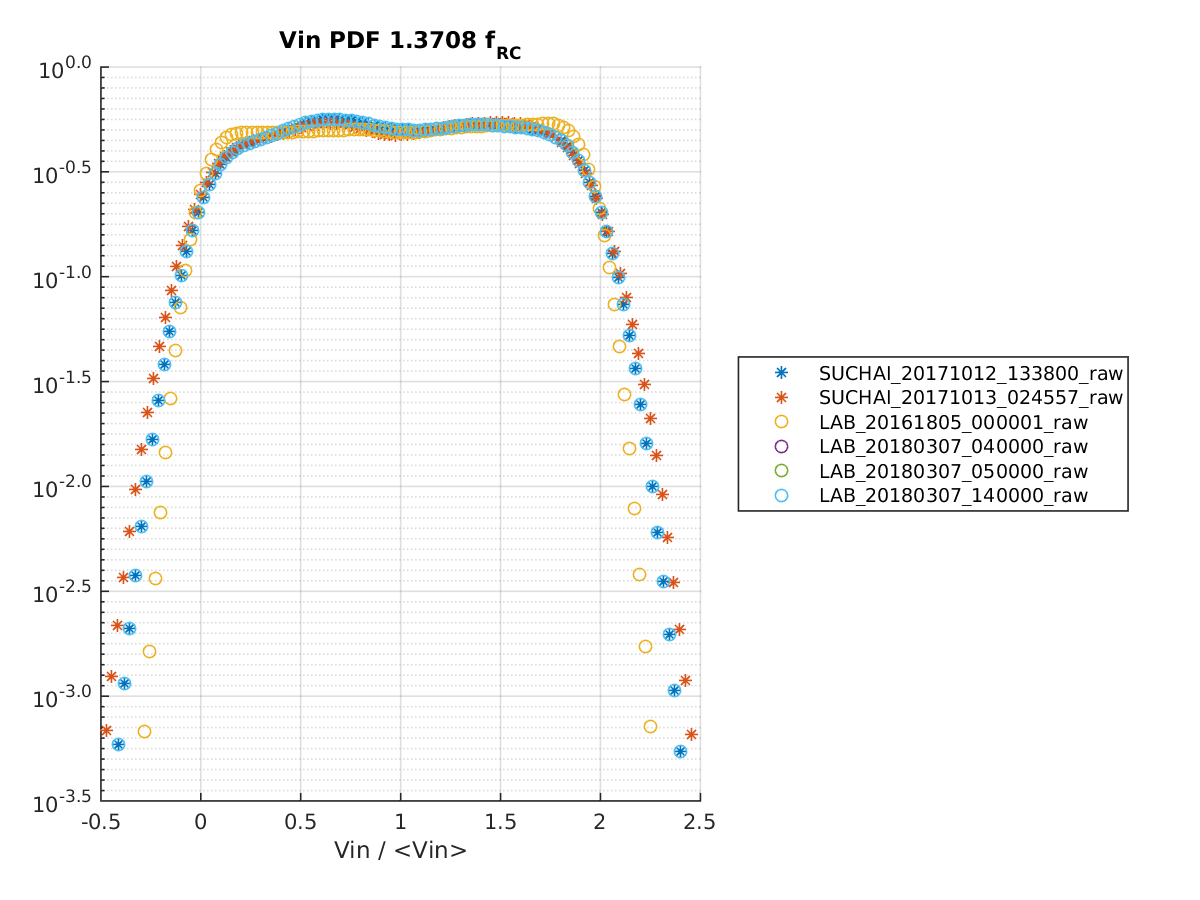 Vin PDF 1.3708 f_RC
10^0.0
10^-0.5
10^-1.0
10^-1.5
10^-2.0
10^-2.5
10^-3.0
10^-3.5
-0.5 0 0.5 1 1.5 2 2.5
Vin / <Vin>
SUCHAI_20171012_133800_raw
SUCHAI_20171013_024557_raw
LAB_20161805_000001_raw
LAB_20180307_040000_raw
LAB_20180307_050000_raw
LAB_20180307_140000_raw